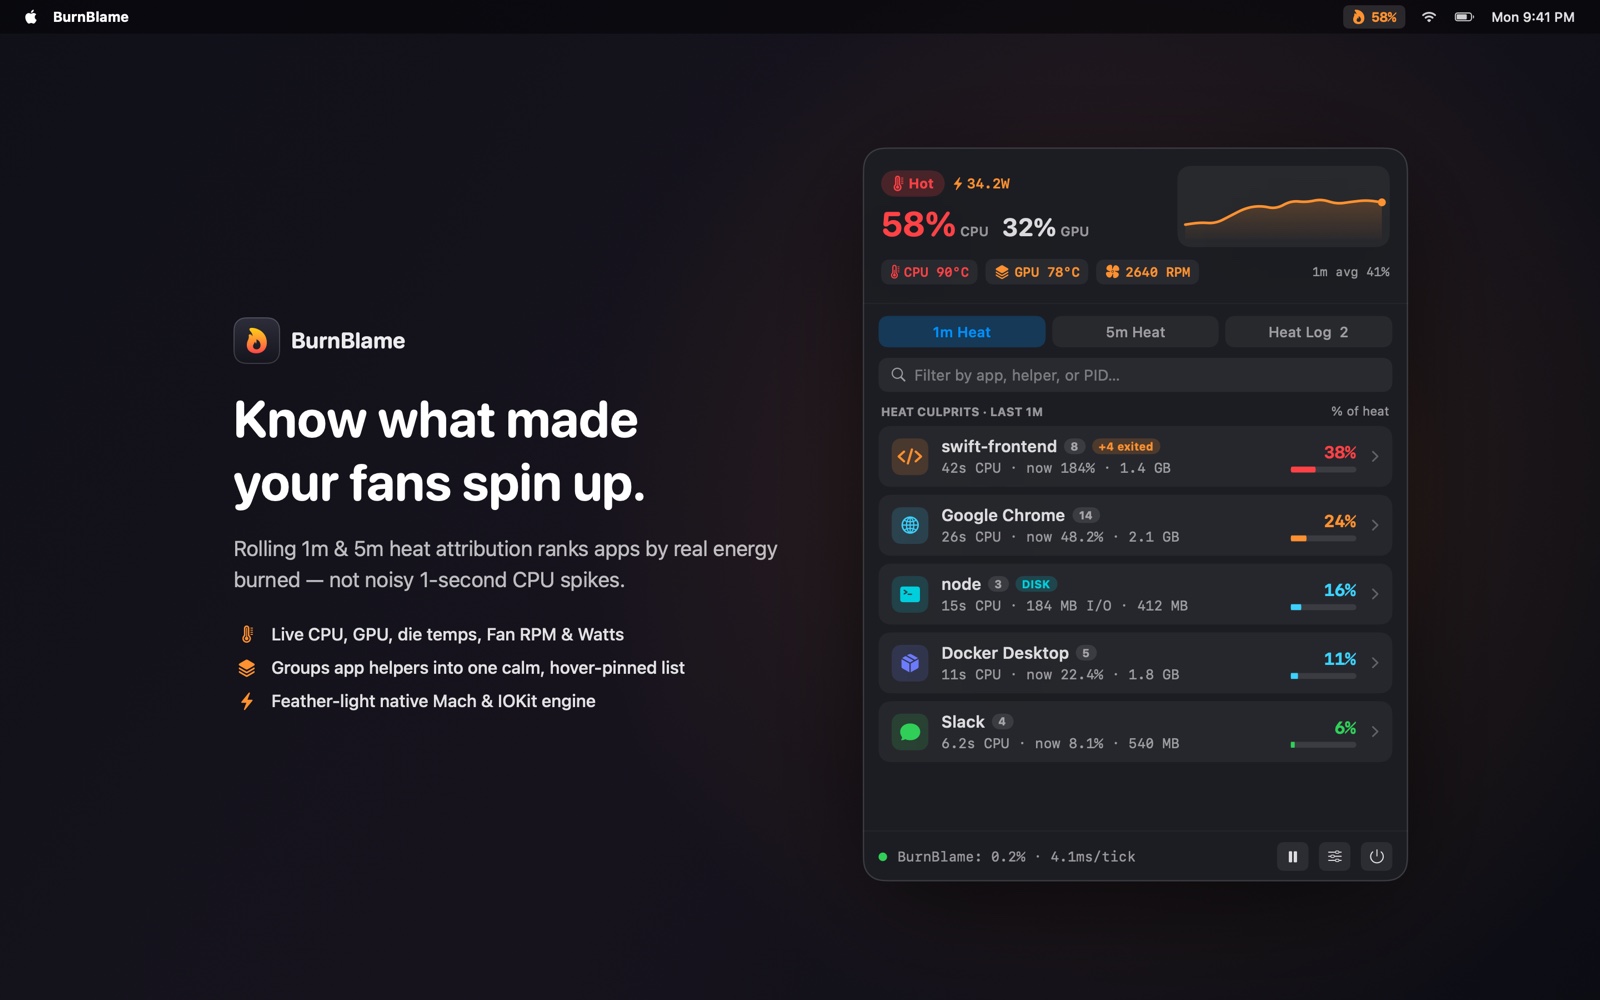 BurnBlame
58%
Mon 9:41 PM
BurnBlame
Know what made
your fans spin up.
Rolling 1m & 5m heat attribution ranks apps by real energy
burned — not noisy 1-second CPU spikes.
Live CPU, GPU, die temps, Fan RPM & Watts
Groups app helpers into one calm, hover-pinned list
Feather-light native Mach & IOKit engine
Hot 34.2W
58% CPU 32% GPU
CPU 90°C GPU 78°C 2640 RPM 1m avg 41%
1m Heat 5m Heat Heat Log 2
Filter by app, helper, or PID...
HEAT CULPRITS · LAST 1M % of heat
swift-frontend 8 +4 exited 38%
42s CPU · now 184% · 1.4 GB
Google Chrome 14 24%
26s CPU · now 48.2% · 2.1 GB
node 3 DISK 16%
15s CPU · 184 MB I/O · 412 MB
Docker Desktop 5 11%
11s CPU · now 22.4% · 1.8 GB
Slack 4 6%
6.2s CPU · now 8.1% · 540 MB
BurnBlame: 0.2% · 4.1ms/tick